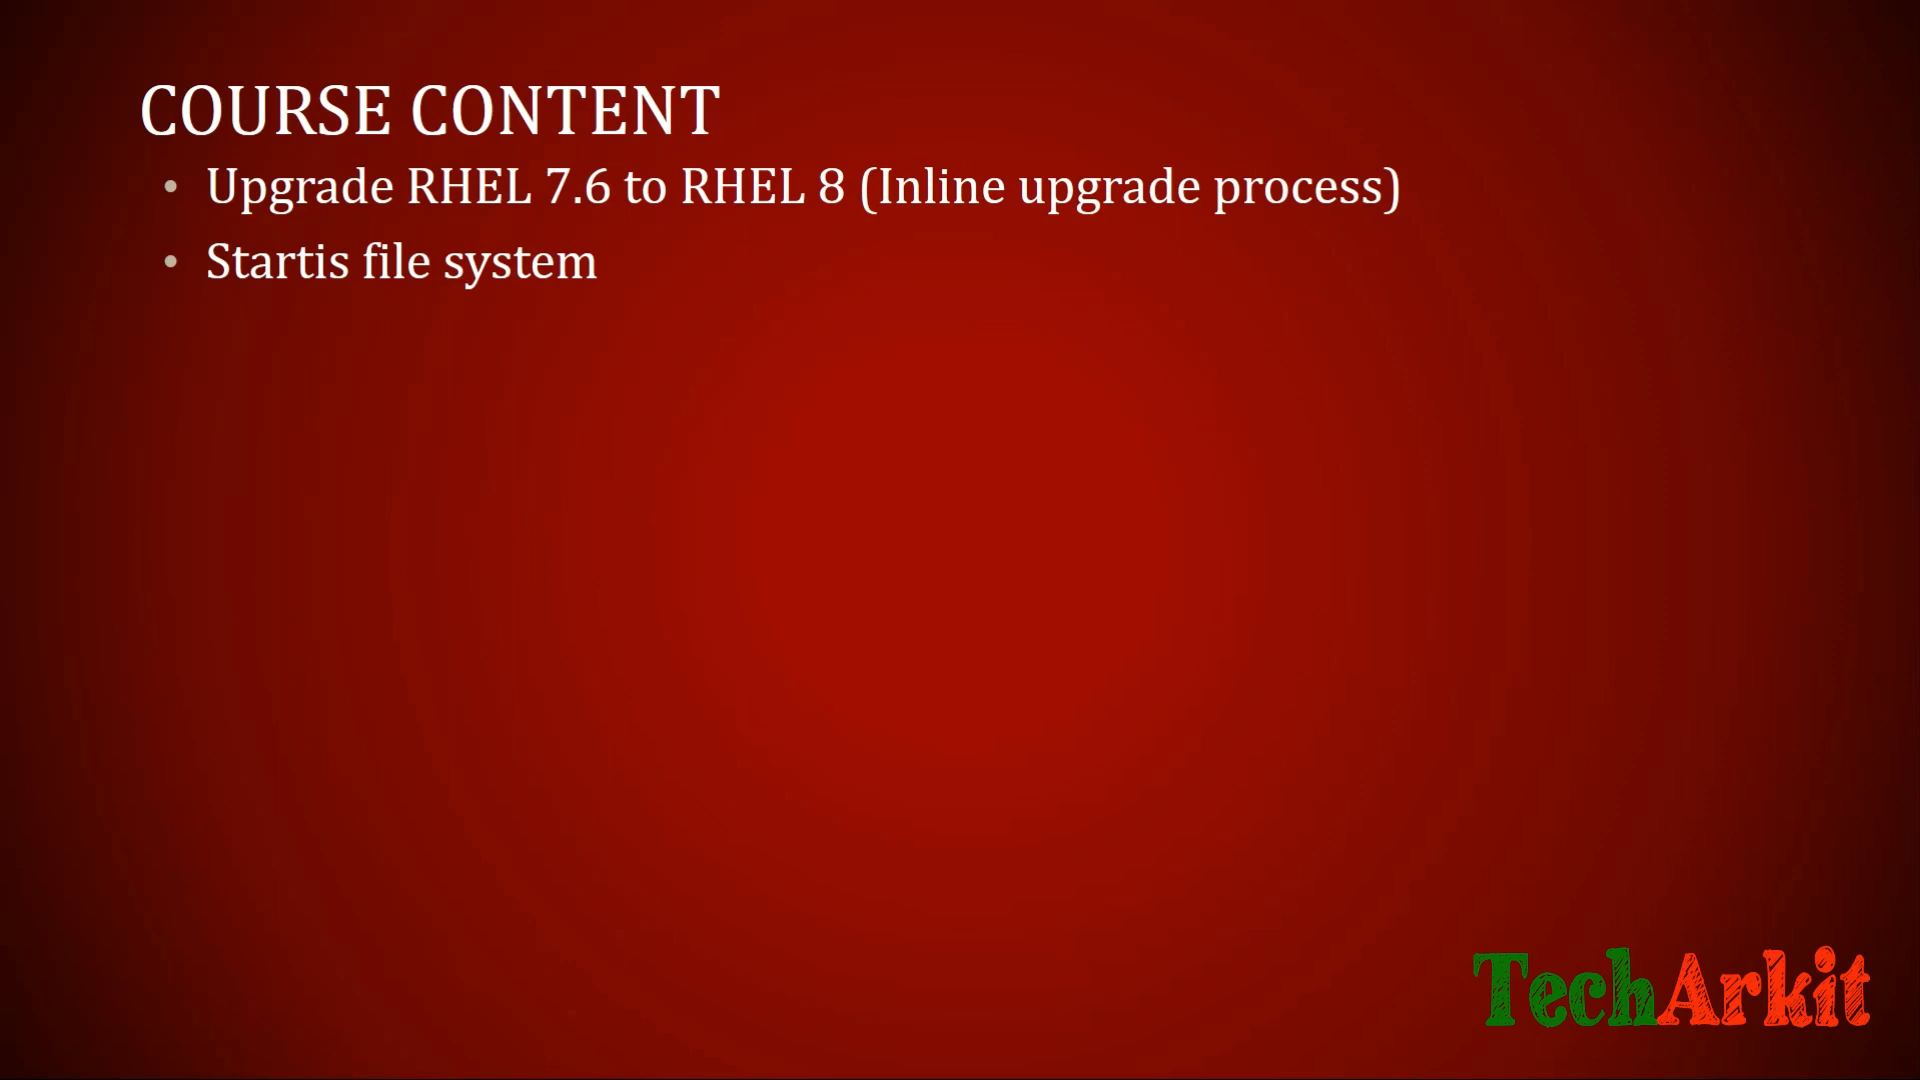 COURSE CONTENT
• Upgrade RHEL 7.6 to RHEL 8 (Inline upgrade process)
• Startis file system
TechArkit